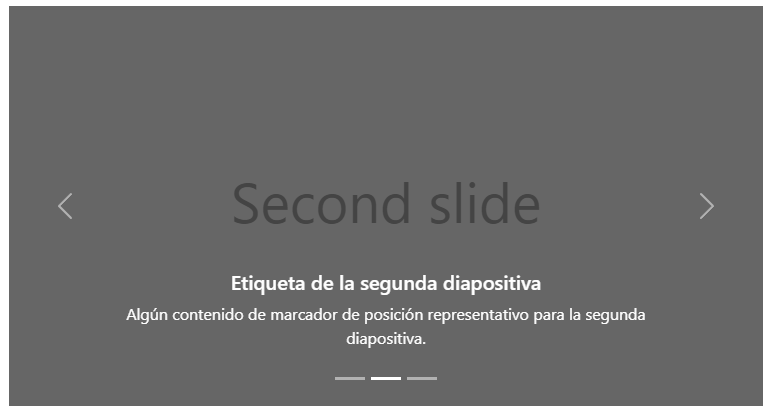 Second slide
Etiqueta de la segunda diapositiva
Algún contenido de marcador de posición representativo para la segunda
diapositiva.